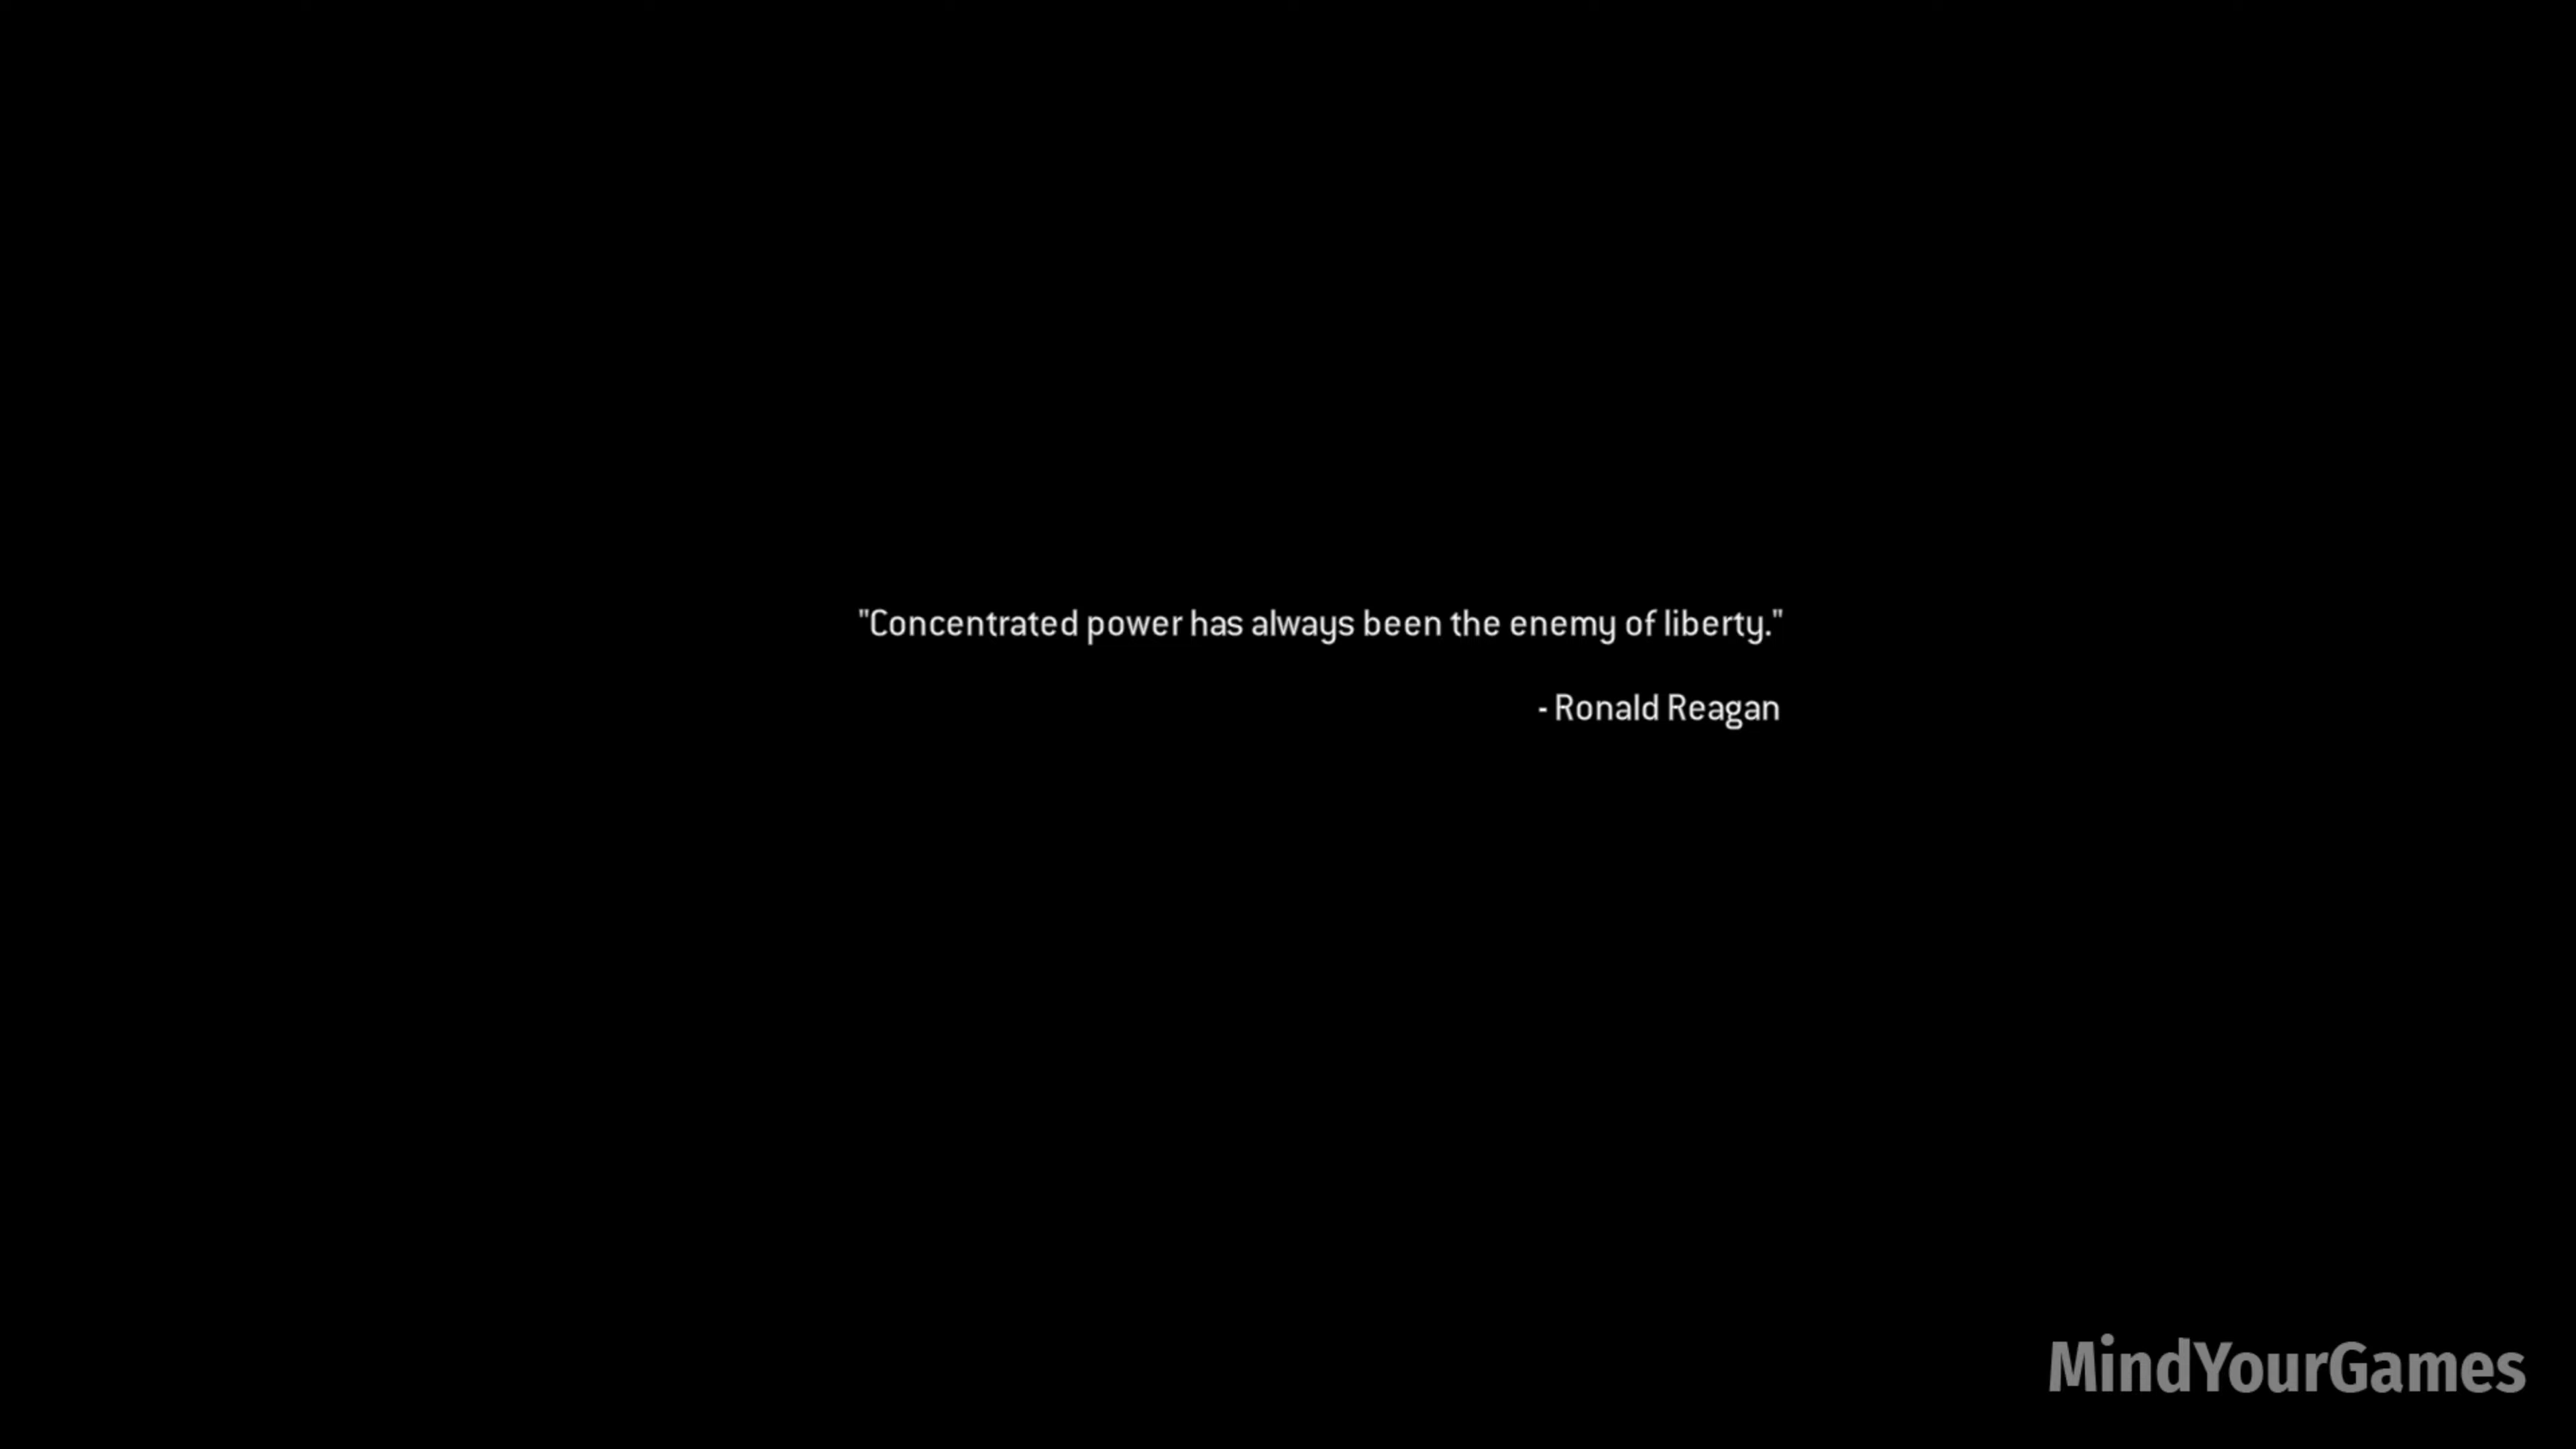 "Concentrated power has always been the enemy of liberty."
- Ronald Reagan
MindYourGames